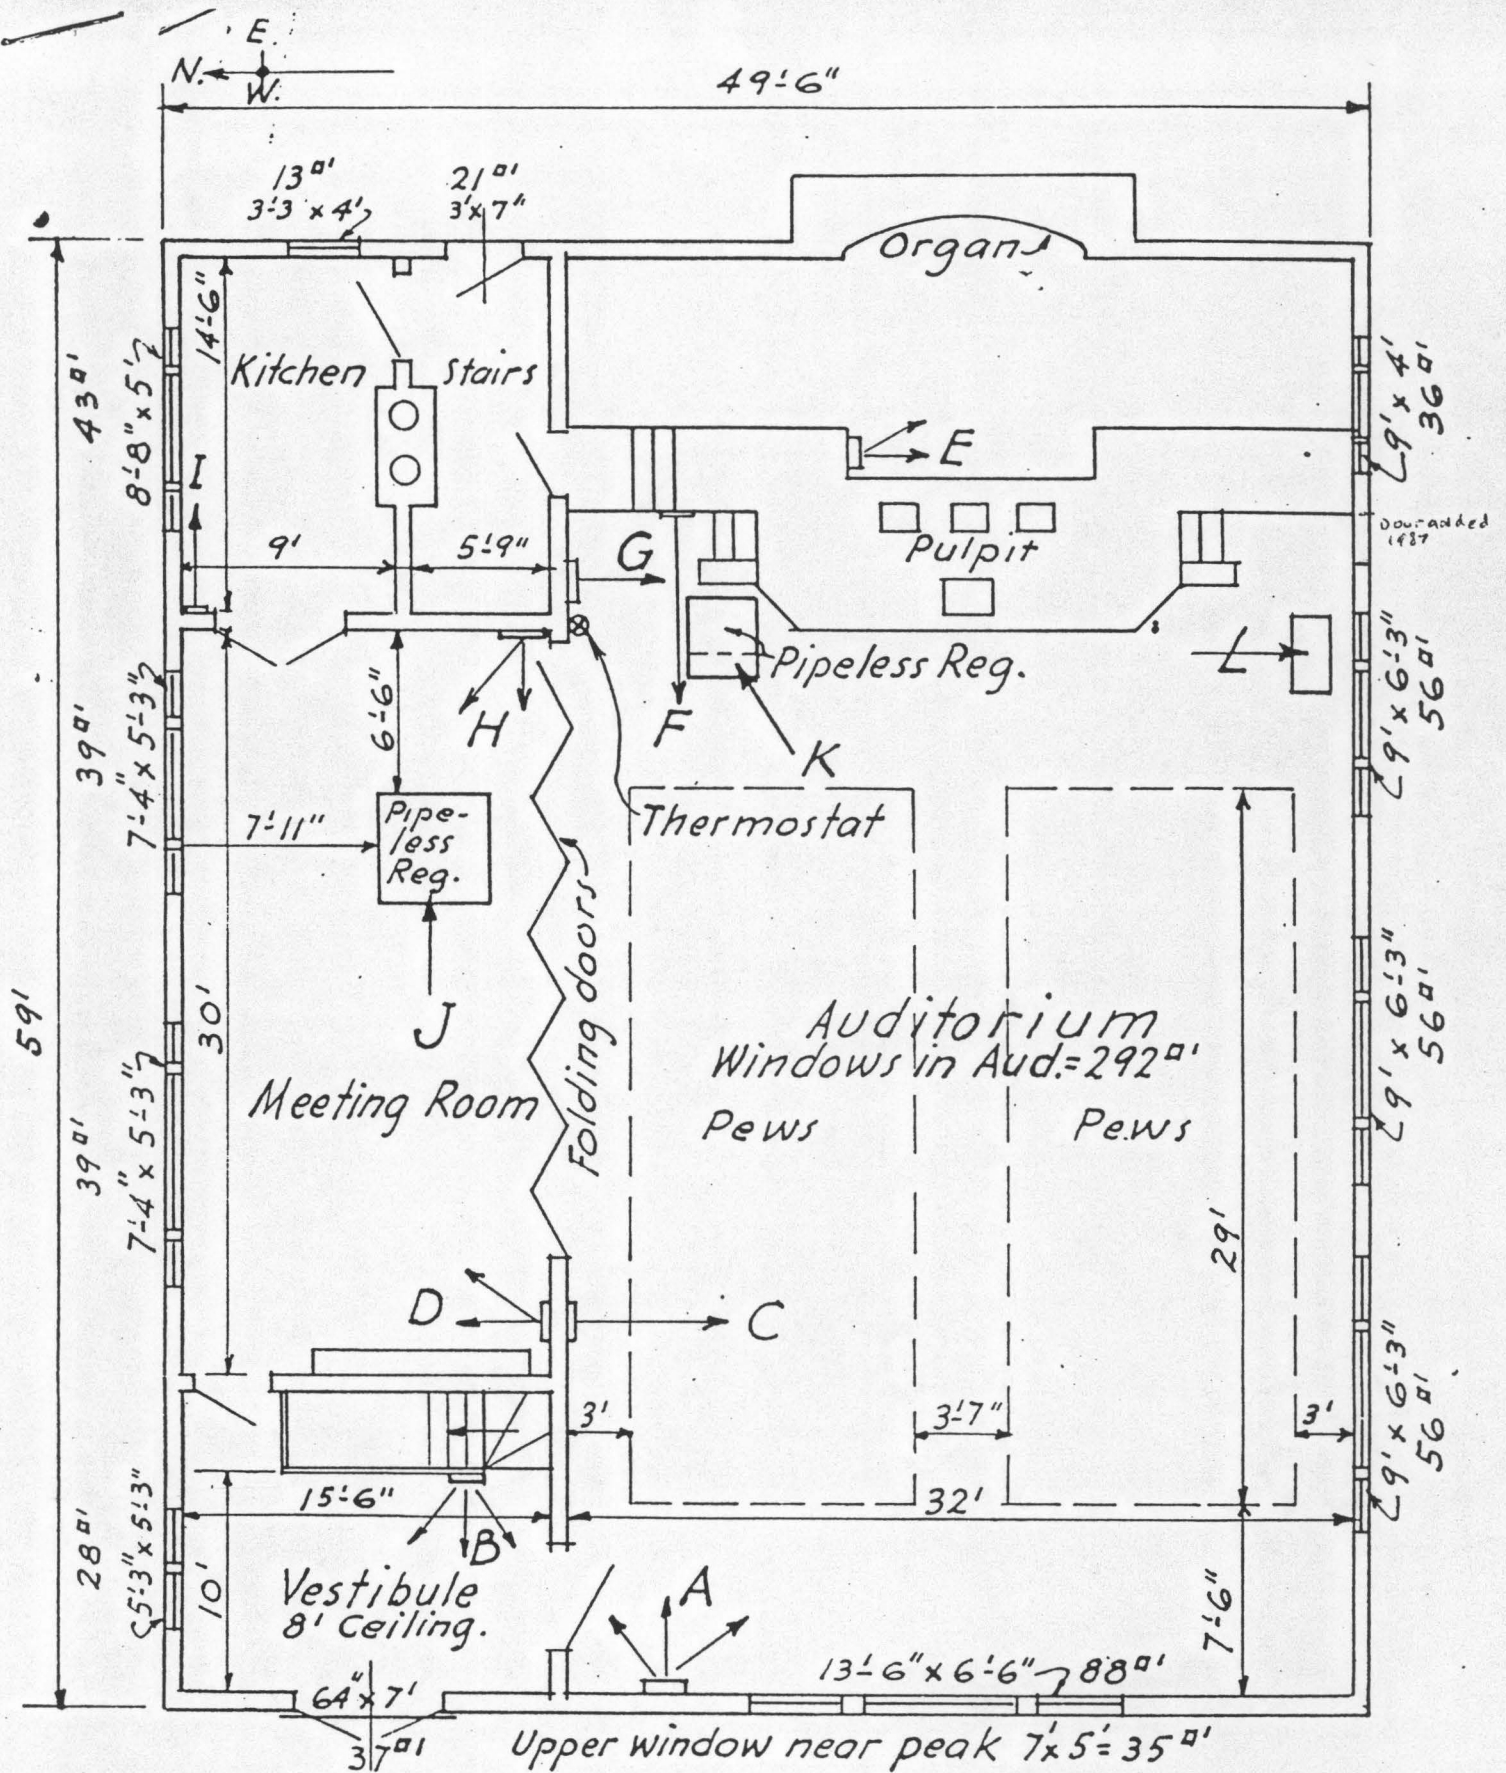 E.
N.
W.
49'-6"
13□'
3'-3 x 4'
21□'
3' x 7"
Organ
14'-6"
Kitchen
Stairs
43□'
8'-8" x 5'
I
9' x 4'
36□'
E
Door added
1987
9'
5'-9"
G
Pulpit
Pipeless Reg.
L
9' x 6'-3"
56□'
39□'
7'-4" x 5'-3"
6'-6"
H
F
K
Thermostat
7'-11"
Pipe-
less
Reg.
J
Folding doors
59'
30'
Auditorium
Windows in Aud.=292□'
9' x 6'-3"
56□'
Meeting Room
Pews
Pews
39□'
7'-4" x 5'-3"
29'
D
C
9' x 6'-3"
56□'
3'
3'-7"
3'
15'-6"
32'
28□'
5'-3" x 5'-3"
10'
B
Vestibule
8' Ceiling.
A
7'-6"
13'-6" x 6'-6"
88□'
64" x 7'
37□'
Upper window near peak 7' x 5' = 35□'